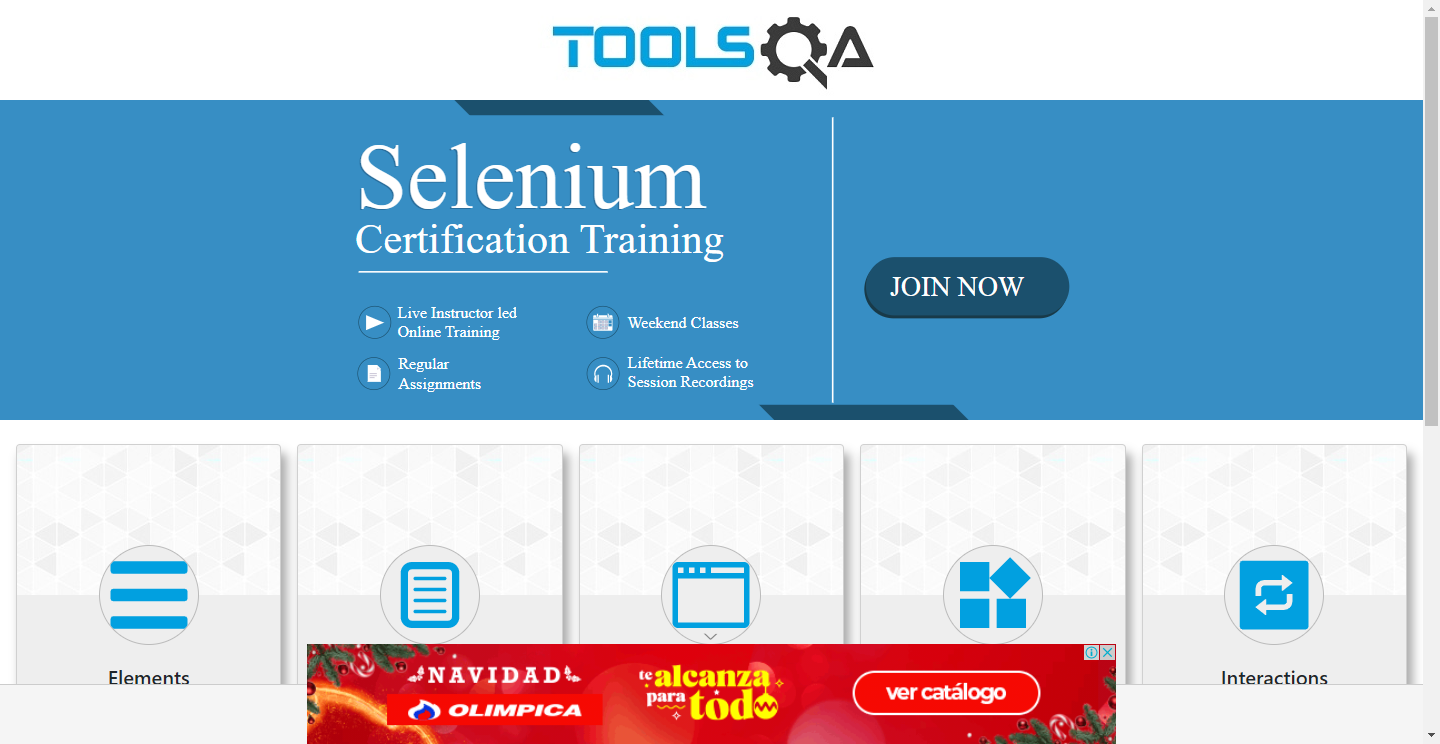 TOOLSQA
Selenium
Certification Training
JOIN NOW
Live Instructor led
Online Training
Weekend Classes
Regular
Assignments
Lifetime Access to
Session Recordings
Elements
Interactions
NAVIDAD
OLIMPICA
te alcanza
para todo
ver catálogo